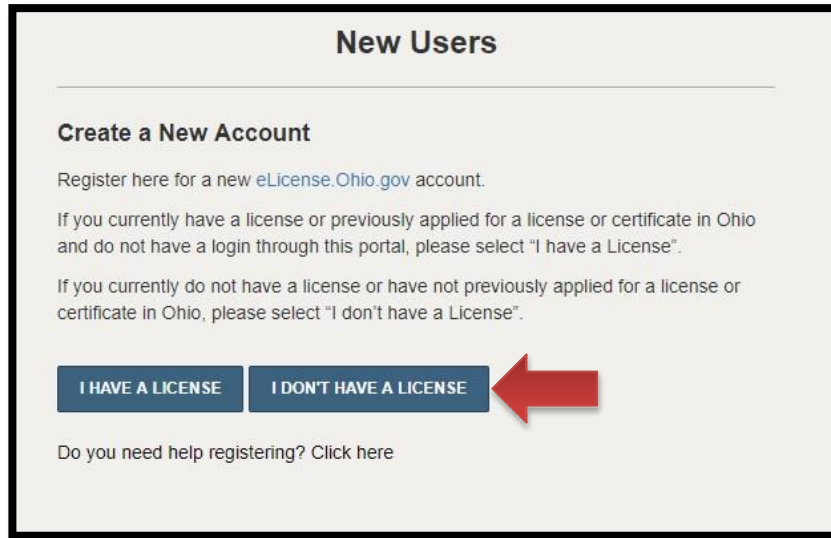 New Users
Create a New Account
Register here for a new eLicense.Ohio.gov account.
If you currently have a license or previously applied for a license or certificate in Ohio
and do not have a login through this portal, please select “I have a License”.
If you currently do not have a license or have not previously applied for a license or
certificate in Ohio, please select “I don’t have a License”.
I HAVE A LICENSE I DON'T HAVE A LICENSE
Do you need help registering? Click here